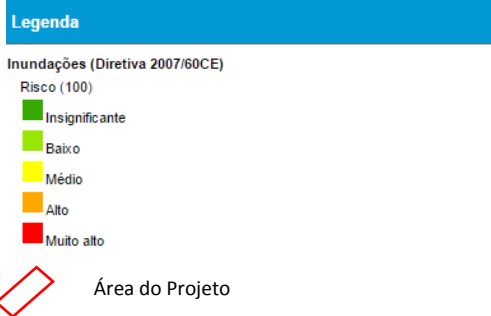 Legenda
Inundações (Diretiva 2007/60CE)
Risco (100)
Insignificante
Baixo
Médio
Alto
Muito alto
Área do Projeto